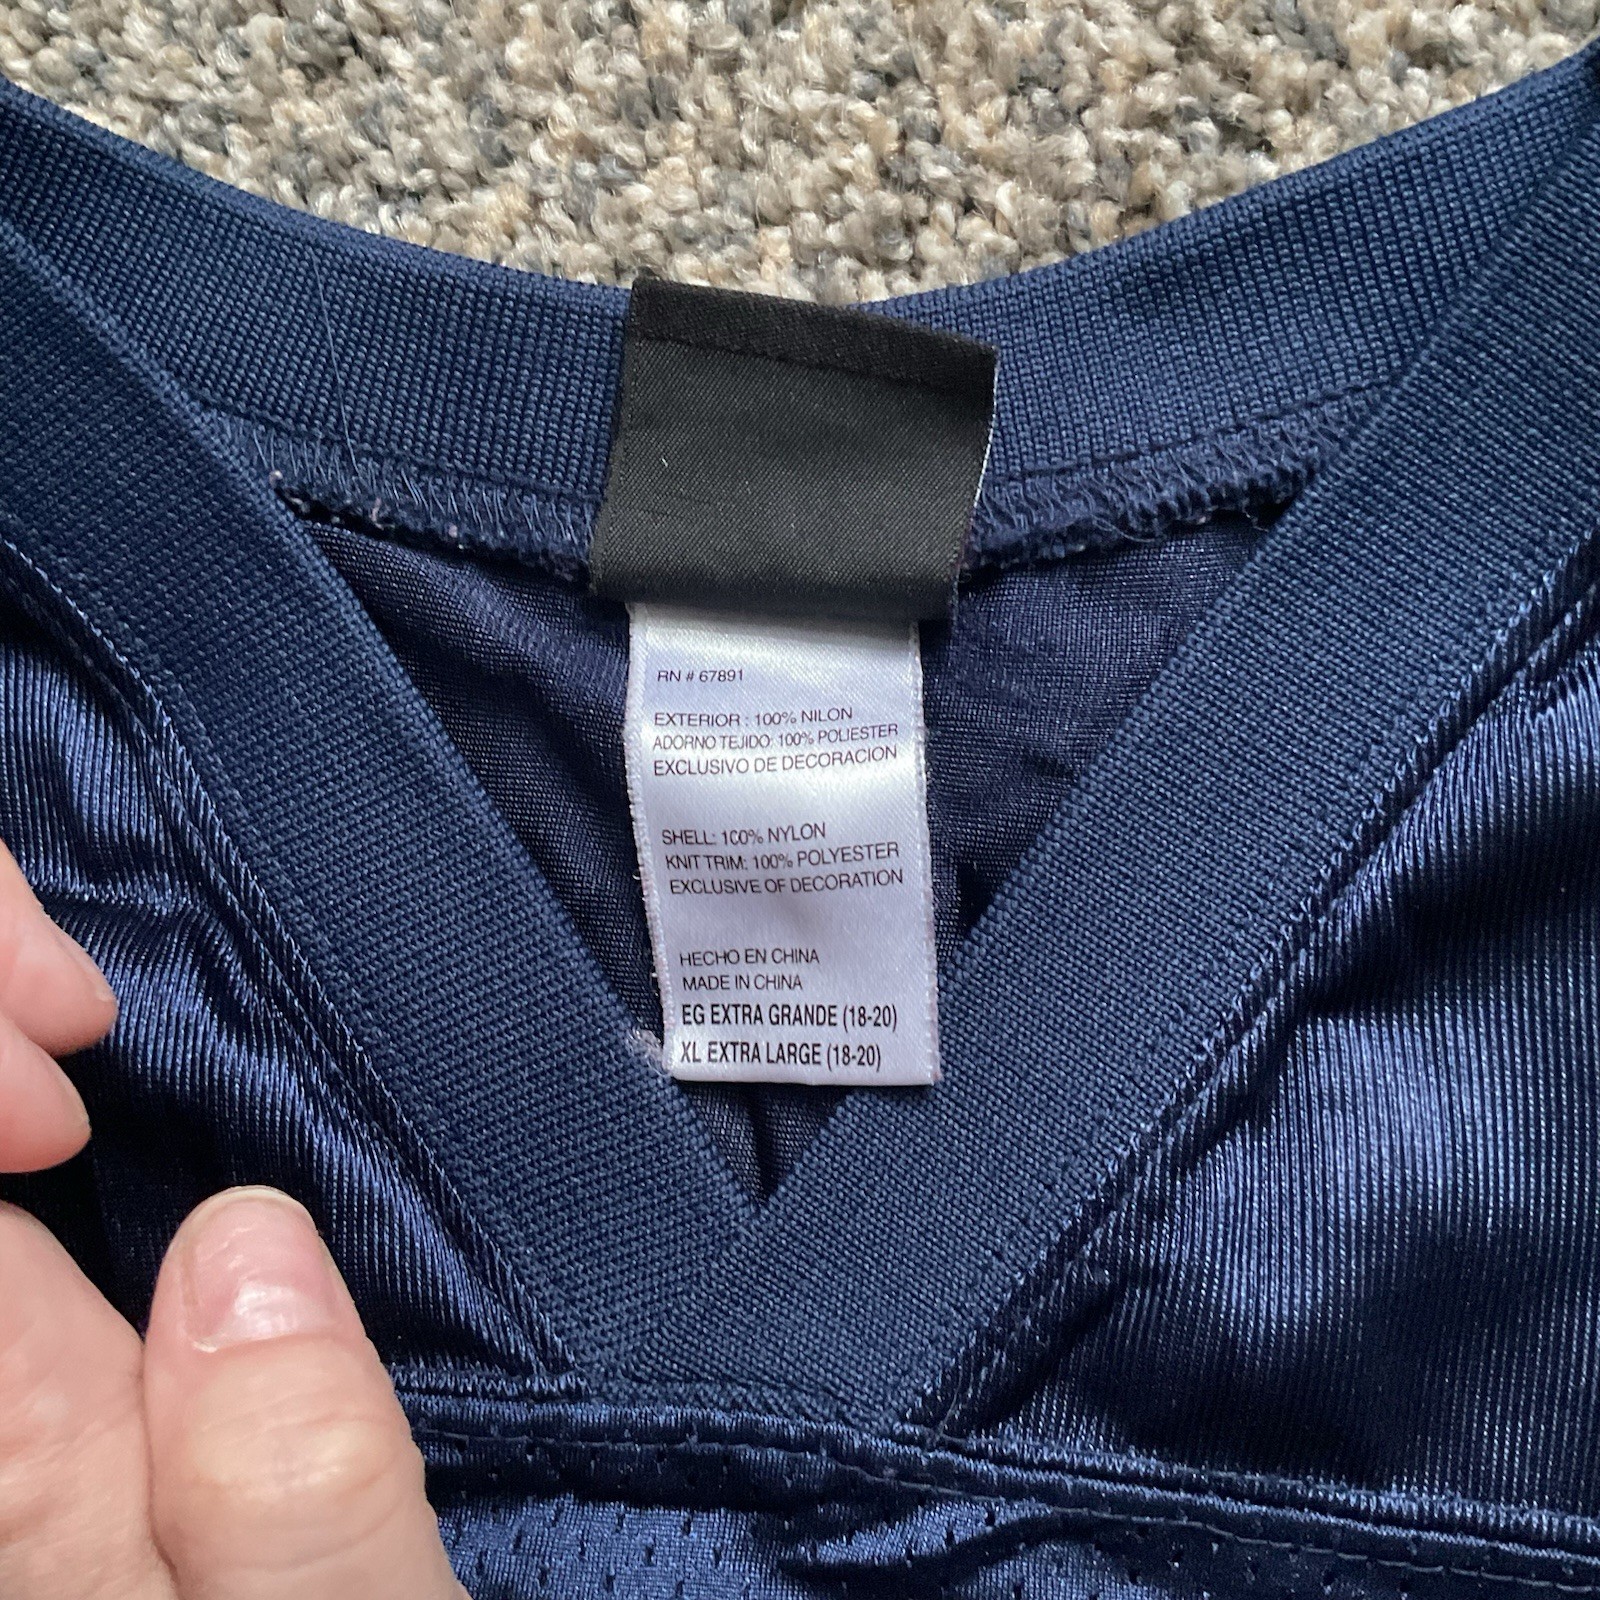 RN # 67891
EXTERIOR : 100% NILON
ADORNO TEJIDO: 100% POLIESTER
EXCLUSIVO DE DECORACION
SHELL: 100% NYLON
KNIT TRIM: 100% POLYESTER
EXCLUSIVE OF DECORATION
HECHO EN CHINA
MADE IN CHINA
EG EXTRA GRANDE (18-20)
XL EXTRA LARGE (18-20)